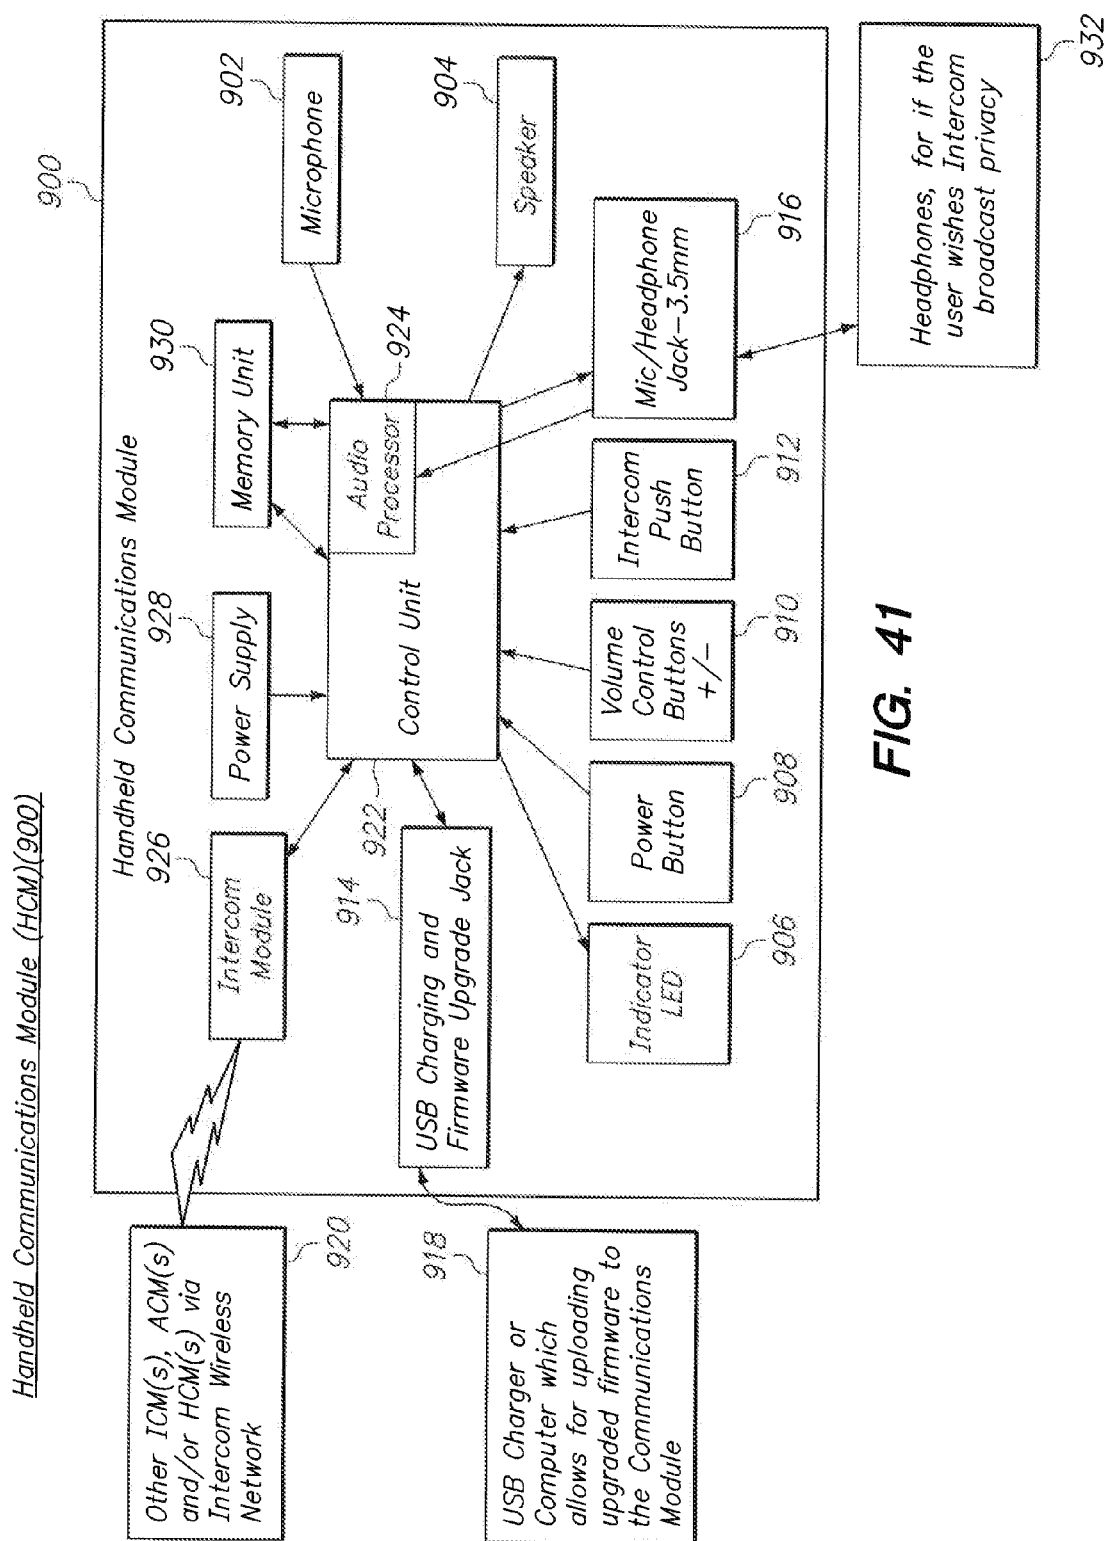 Handheld Communications Module (HCM)(900)
900
Handheld Communications Module
Other ICM(s), ACM(s)
and/or HCM(s) via
Intercom Wireless
Network
920
926
Intercom
Module
928
Power Supply
930
Memory Unit
902
Microphone
904
Speaker
924
Audio
Processor
Control Unit
922
914
USB Charging and
Firmware Upgrade Jack
918
USB Charger or
Computer which
allows for uploading
upgraded firmware to
the Communications
Module
Indicator
LED
906
Power
Button
908
Volume
Control
Buttons
+/−
910
Intercom
Push
Button
912
Mic/Headphone
Jack−3.5mm
916
Headphones, for if the
user wishes Intercom
broadcast privacy
932
FIG. 41